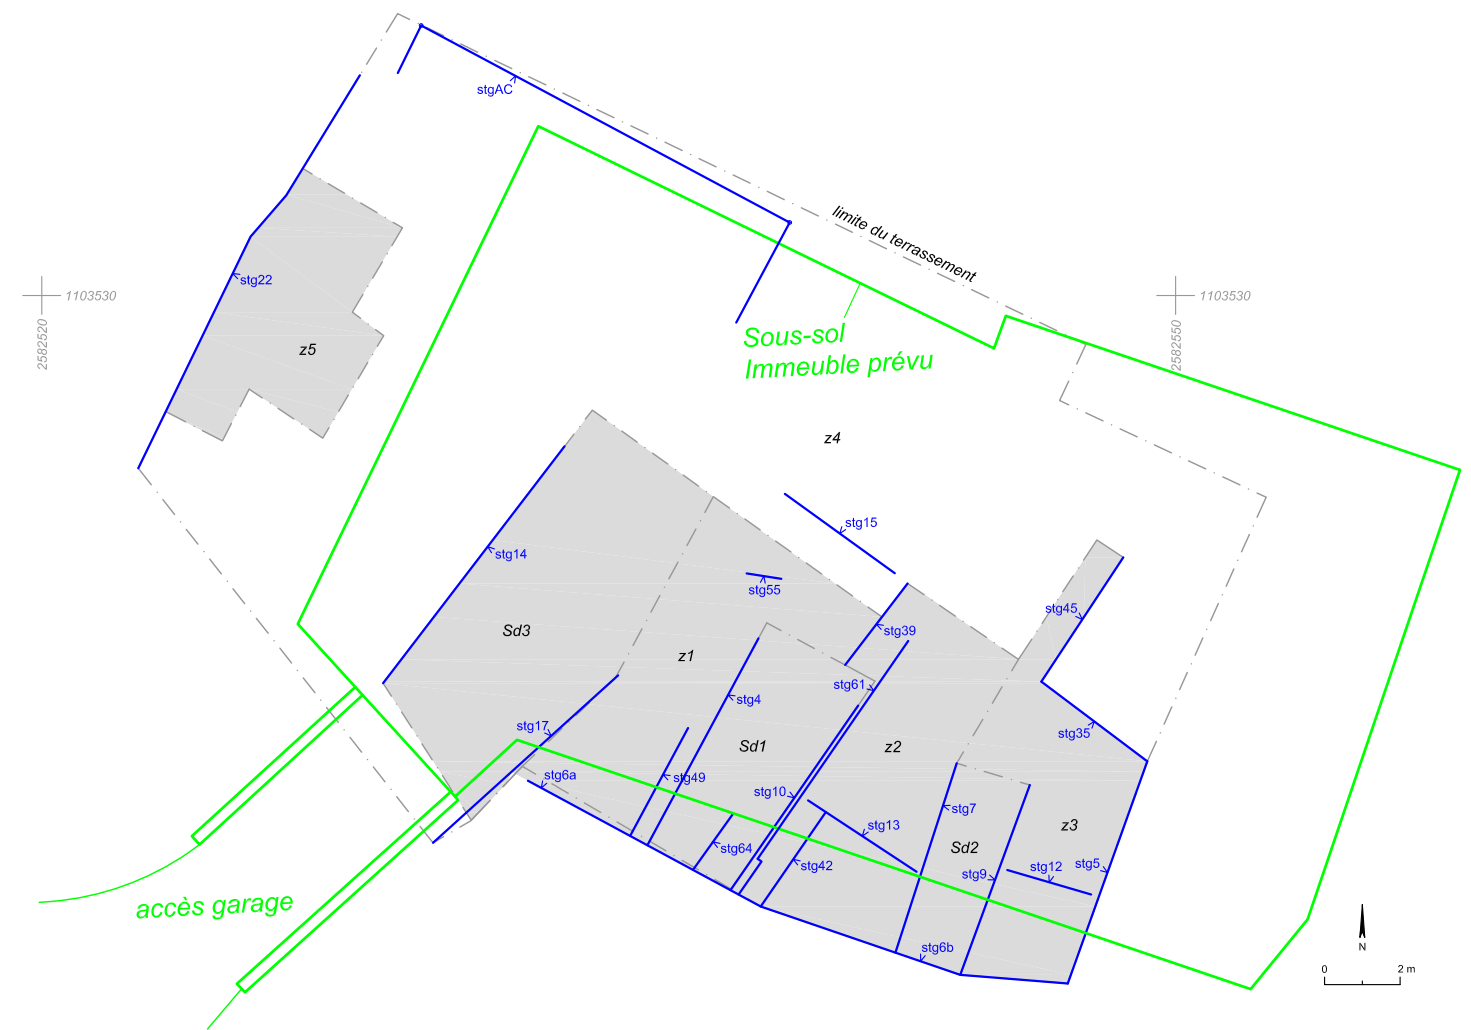 stgAC
limite du terrassement
stg22
1103530
1103530
2582520
2582550
z5
Sous-sol
Immeuble prévu
z4
stg15
stg14
stg55
stg45
Sd3
stg39
z1
stg61
stg4
stg17
stg35
Sd1
z2
stg6a
stg49
stg10
stg7
stg13
z3
stg64
Sd2
stg42
stg9
stg12
stg5
accès garage
stg6b
N
0 2 m